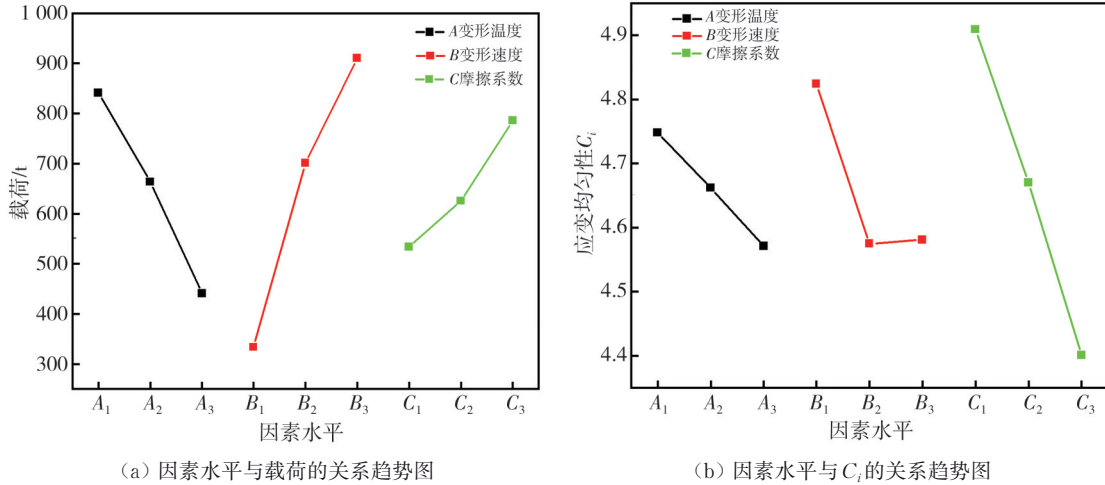 1 000
900
800
700
600
500
400
300
载荷/t
A变形温度
B变形速度
C摩擦系数
A₁ A₂ A₃ B₁ B₂ B₃ C₁ C₂ C₃
因素水平
（a）因素水平与载荷的关系趋势图
4.9
4.8
4.7
4.6
4.5
4.4
应变均匀性Cᵢ
A变形温度
B变形速度
C摩擦系数
A₁ A₂ A₃ B₁ B₂ B₃ C₁ C₂ C₃
因素水平
（b）因素水平与Cᵢ的关系趋势图